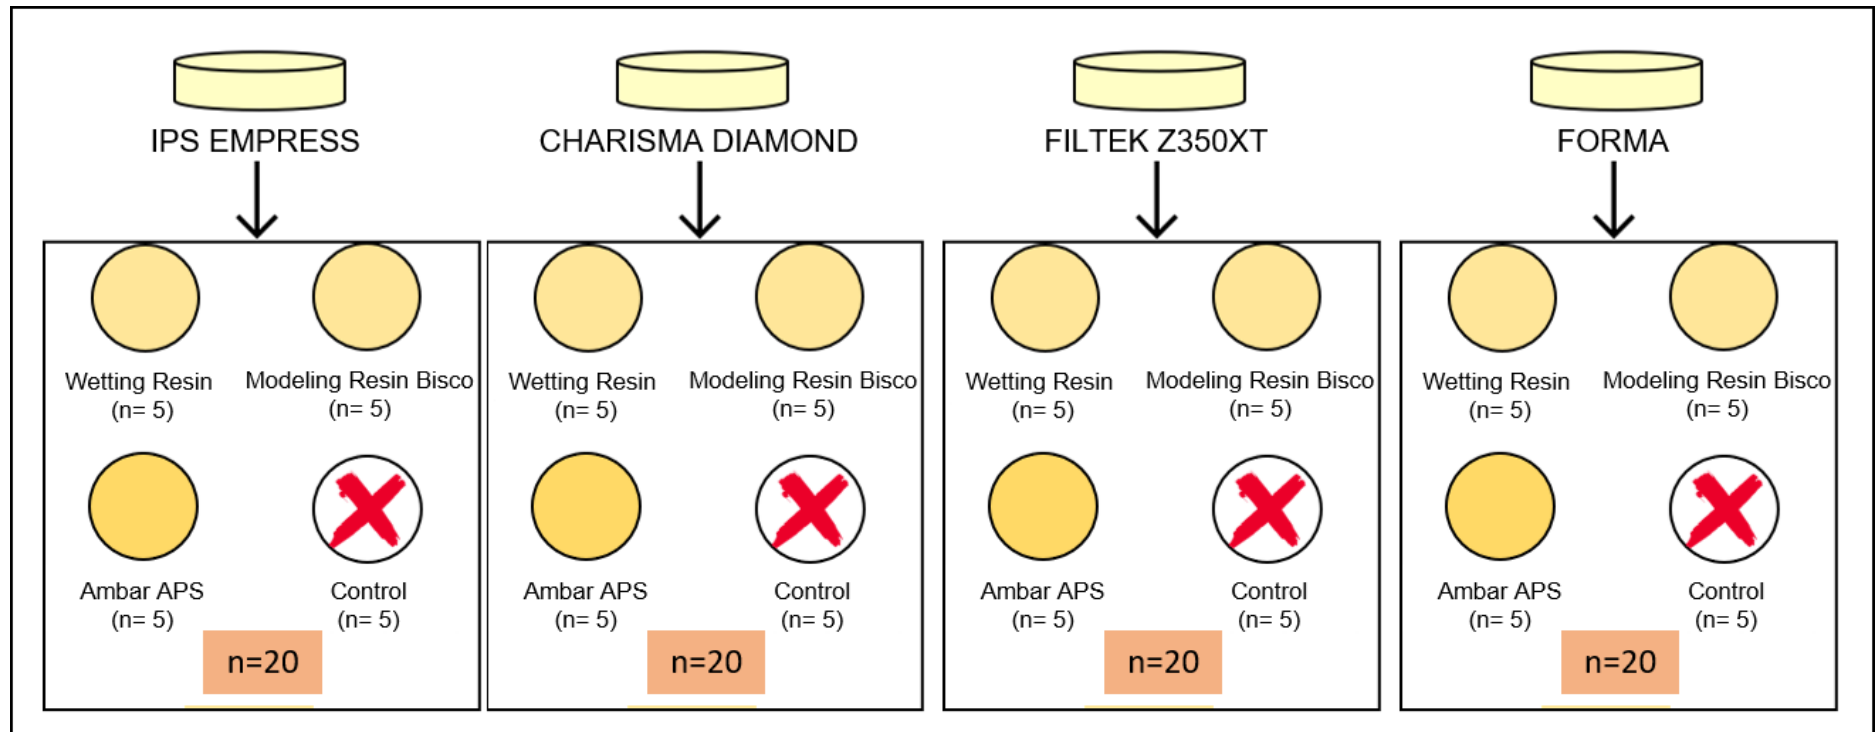 IPS EMPRESS
CHARISMA DIAMOND
FILTEK Z350XT
FORMA
Wetting Resin
(n= 5)
Modeling Resin Bisco
(n= 5)
Ambar APS
(n= 5)
Control
(n= 5)
n=20
Wetting Resin
(n= 5)
Modeling Resin Bisco
(n= 5)
Ambar APS
(n= 5)
Control
(n= 5)
n=20
Wetting Resin
(n= 5)
Modeling Resin Bisco
(n= 5)
Ambar APS
(n= 5)
Control
(n= 5)
n=20
Wetting Resin
(n= 5)
Modeling Resin Bisco
(n= 5)
Ambar APS
(n= 5)
Control
(n= 5)
n=20